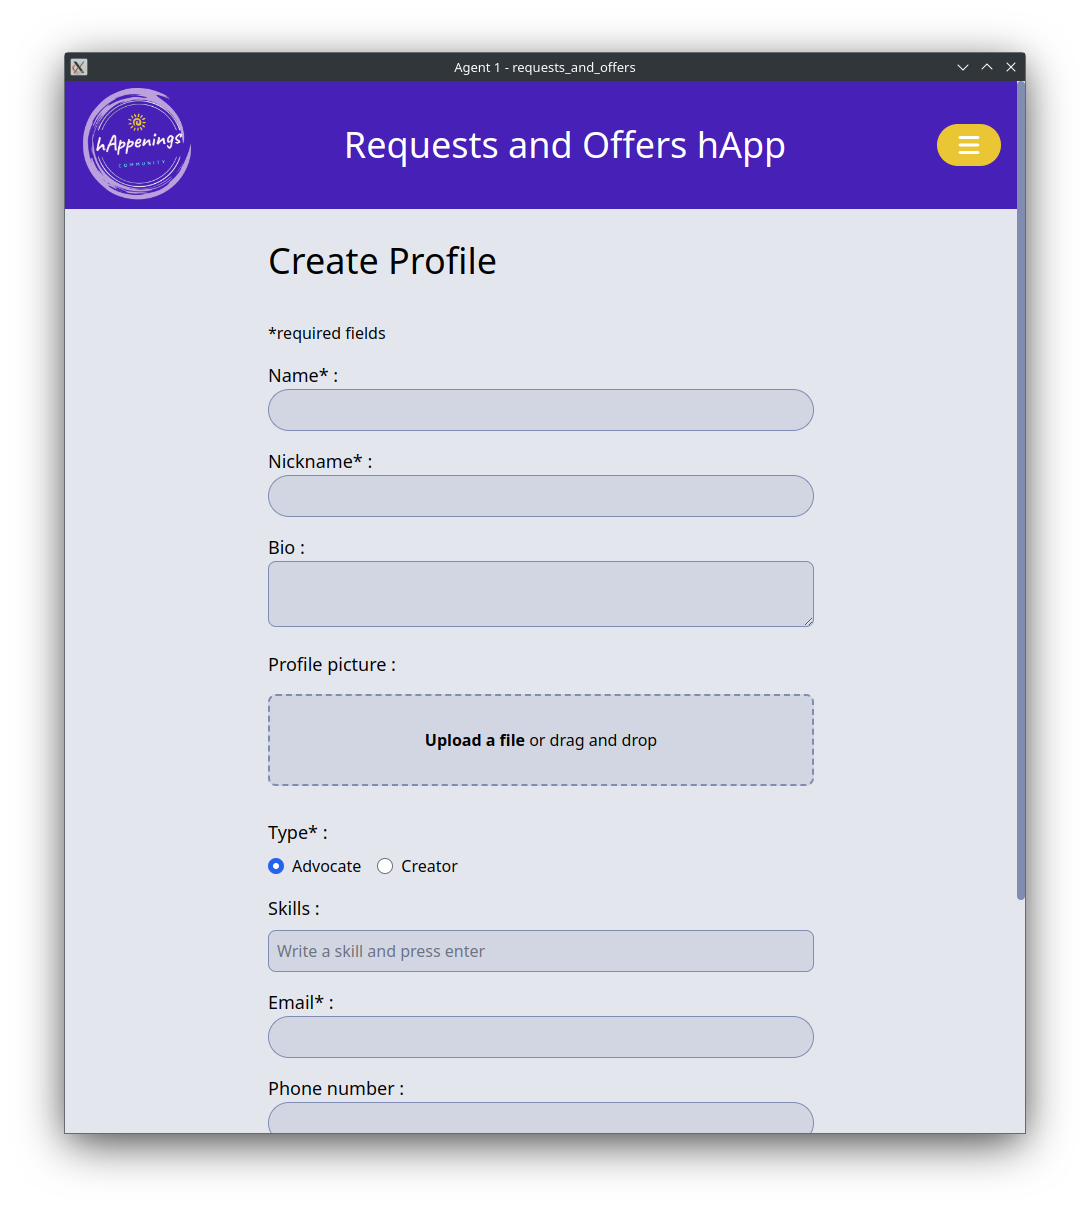 Agent 1 - requests_and_offers
hAppenings
COMMUNITY
Requests and Offers hApp
Create Profile
*required fields
Name* :
Nickname* :
Bio :
Profile picture :
Upload a file or drag and drop
Type* :
Advocate Creator
Skills :
Write a skill and press enter
Email* :
Phone number :